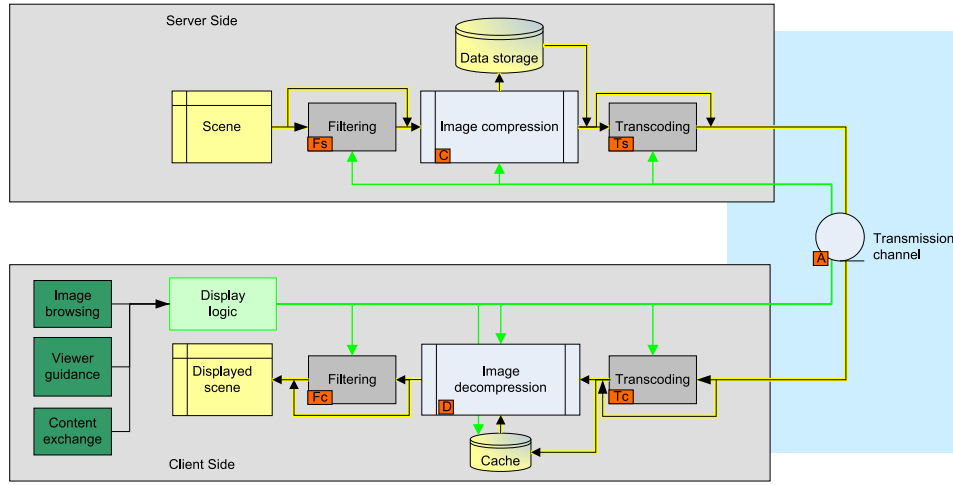 Server Side
Data storage
Scene
Filtering
Fs
Image compression
C
Transcoding
Ts
Transmission
channel
A
Image
browsing
Display
logic
Viewer
guidance
Displayed
scene
Filtering
Fc
Image
decompression
D
Transcoding
Tc
Content
exchange
Cache
Client Side